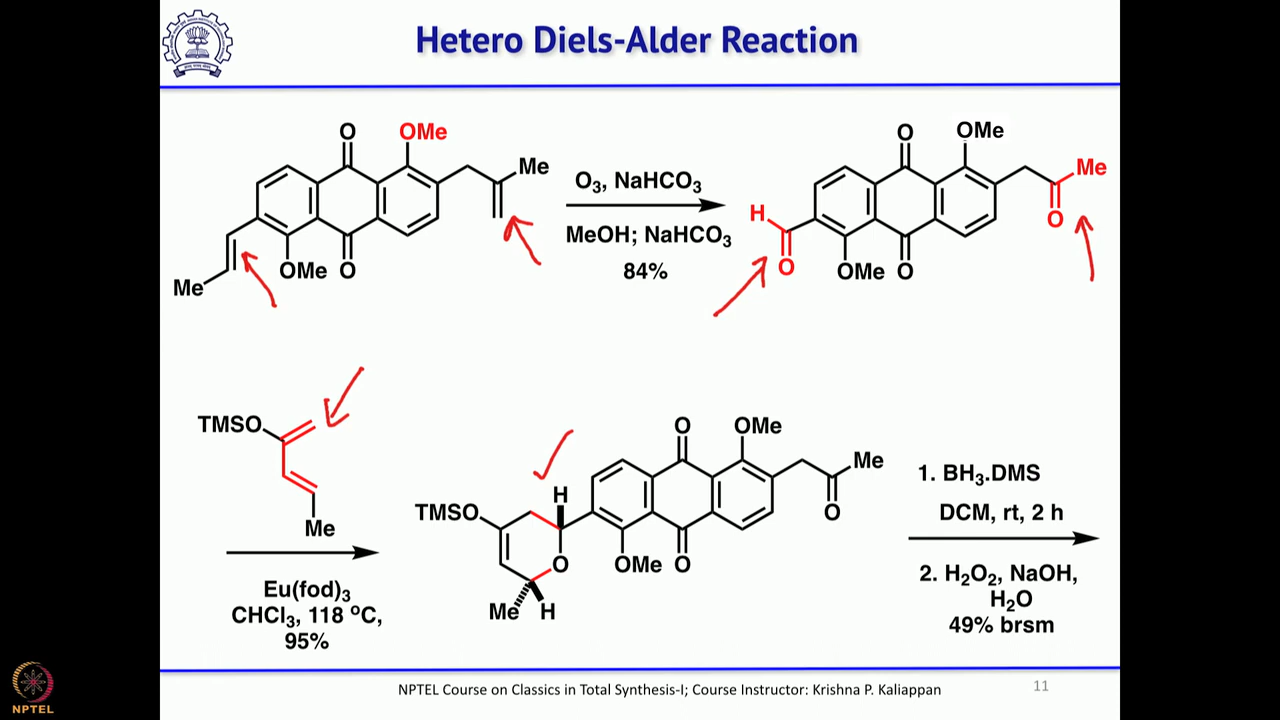 Hetero Diels-Alder Reaction
O OMe
Me
O₃, NaHCO₃
MeOH; NaHCO₃
84%
OMe O
Me
O OMe
Me
O
H
O
OMe O
TMSO
Me
Eu(fod)₃
CHCl₃, 118 ºC,
95%
O OMe
Me
O
H
TMSO
O
OMe O
Me H
1. BH₃.DMS
DCM, rt, 2 h
2. H₂O₂, NaOH,
H₂O
49% brsm
NPTEL
NPTEL Course on Classics in Total Synthesis-I; Course Instructor: Krishna P. Kaliappan
11